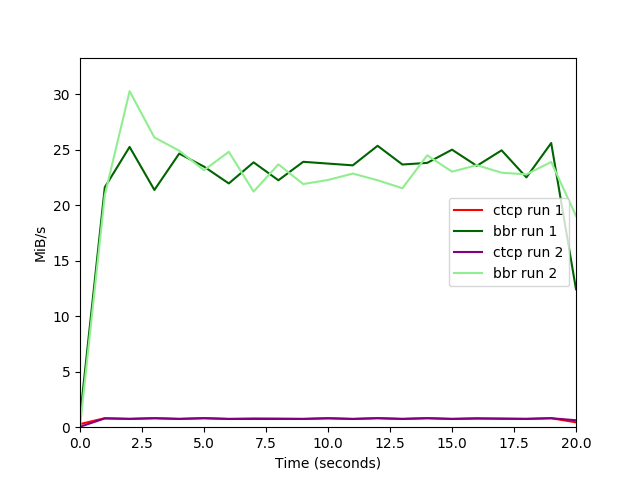 30
25
20
15
10
5
0
MiB/s
0.0 2.5 5.0 7.5 10.0 12.5 15.0 17.5 20.0
Time (seconds)
ctcp run 1
bbr run 1
ctcp run 2
bbr run 2